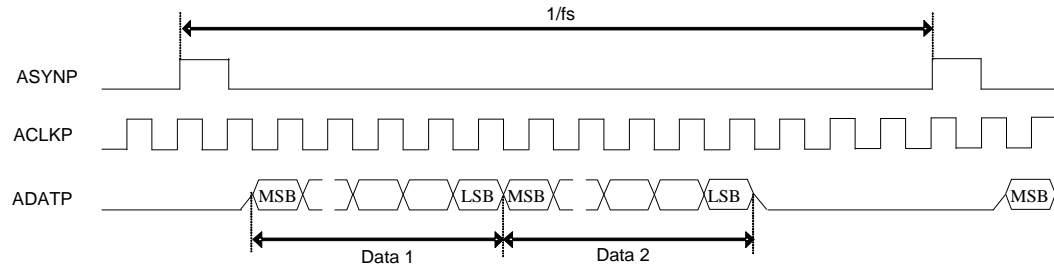 1/fs
ASYNP
ACLKP
ADATP
MSB LSB MSB LSB MSB
Data 1 Data 2